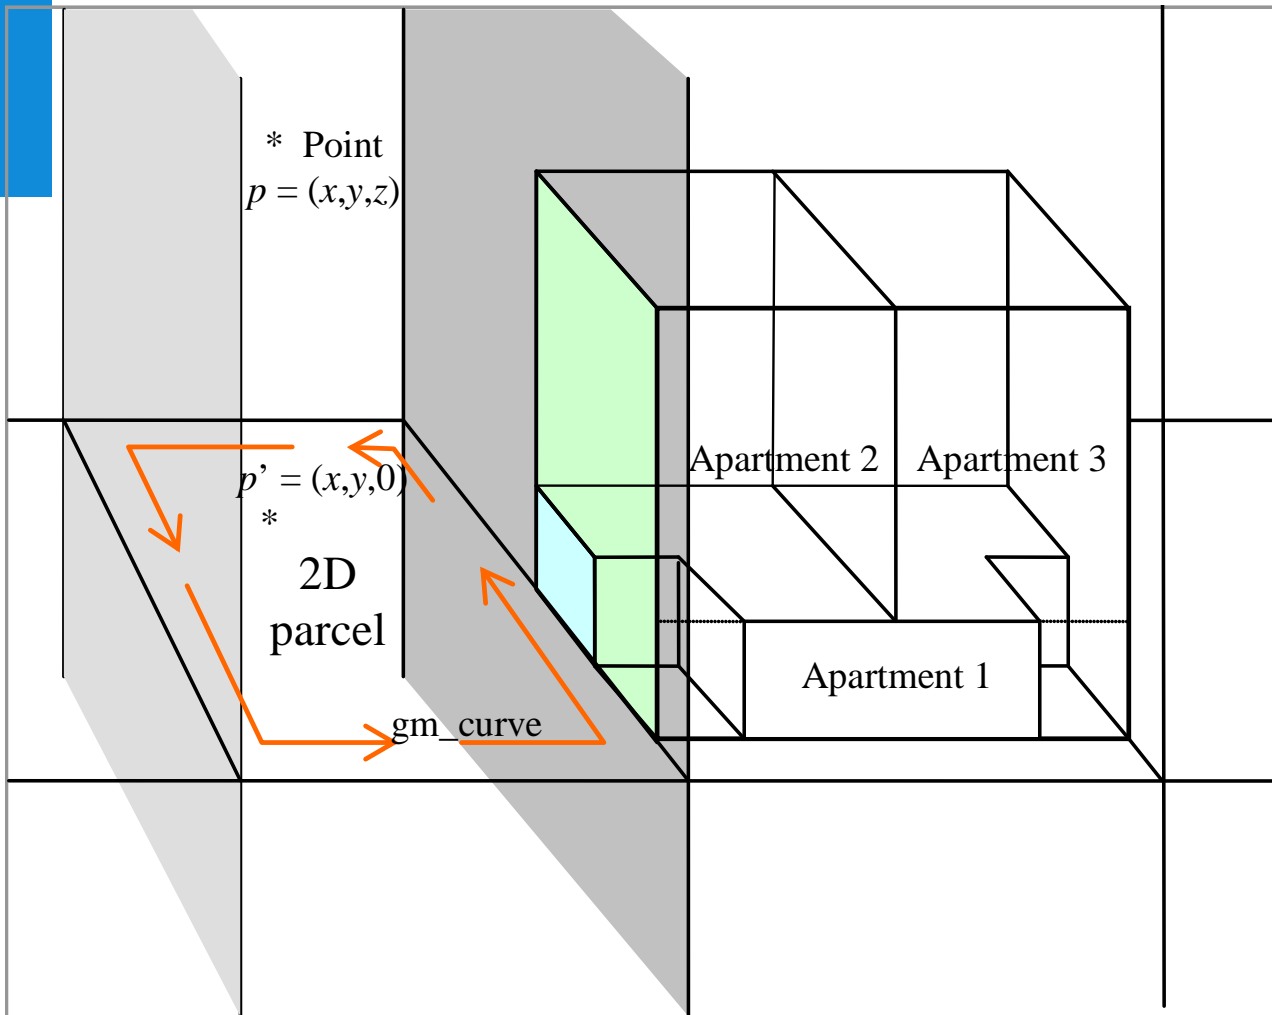 * Point
p = (x,y,z)
Apartment 2
Apartment 3
p’ = (x,y,0)
*
2D
parcel
Apartment 1
gm_curve